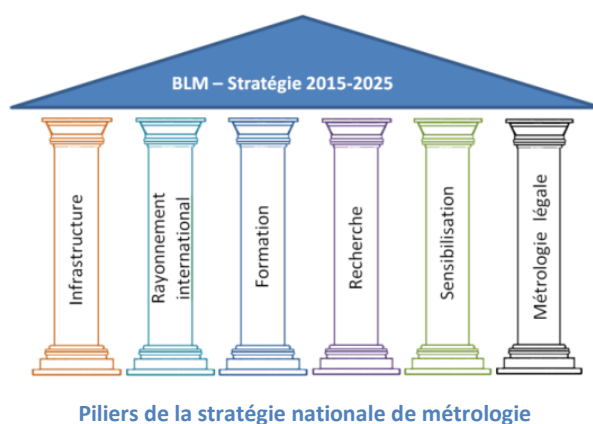 BLM – Stratégie 2015-2025
Infrastructure
Rayonnement
international
Formation
Recherche
Sensibilisation
Métrologie légale
Piliers de la stratégie nationale de métrologie